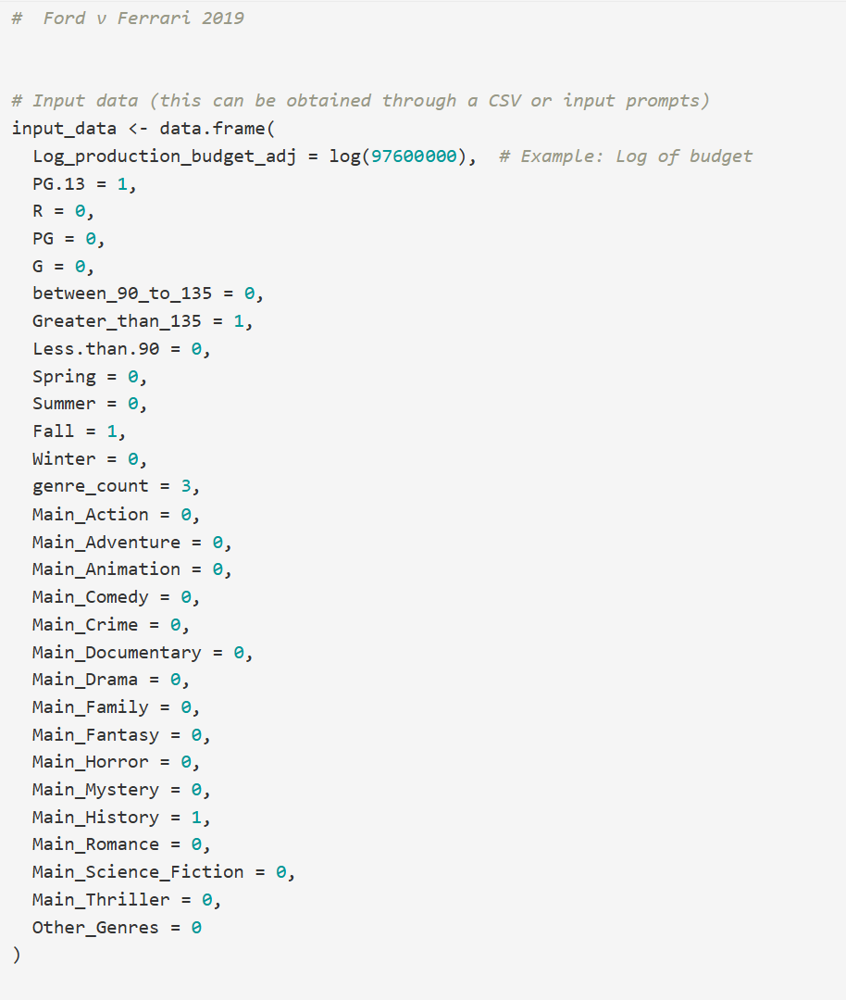 #  Ford v Ferrari 2019
# Input data (this can be obtained through a CSV or input prompts)
input_data <- data.frame(
  Log_production_budget_adj = log(97600000),  # Example: Log of budget
  PG.13 = 1,
  R = 0,
  PG = 0,
  G = 0,
  between_90_to_135 = 0,
  Greater_than_135 = 1,
  Less.than.90 = 0,
  Spring = 0,
  Summer = 0,
  Fall = 1,
  Winter = 0,
  genre_count = 3,
  Main_Action = 0,
  Main_Adventure = 0,
  Main_Animation = 0,
  Main_Comedy = 0,
  Main_Crime = 0,
  Main_Documentary = 0,
  Main_Drama = 0,
  Main_Family = 0,
  Main_Fantasy = 0,
  Main_Horror = 0,
  Main_Mystery = 0,
  Main_History = 1,
  Main_Romance = 0,
  Main_Science_Fiction = 0,
  Main_Thriller = 0,
  Other_Genres = 0
)